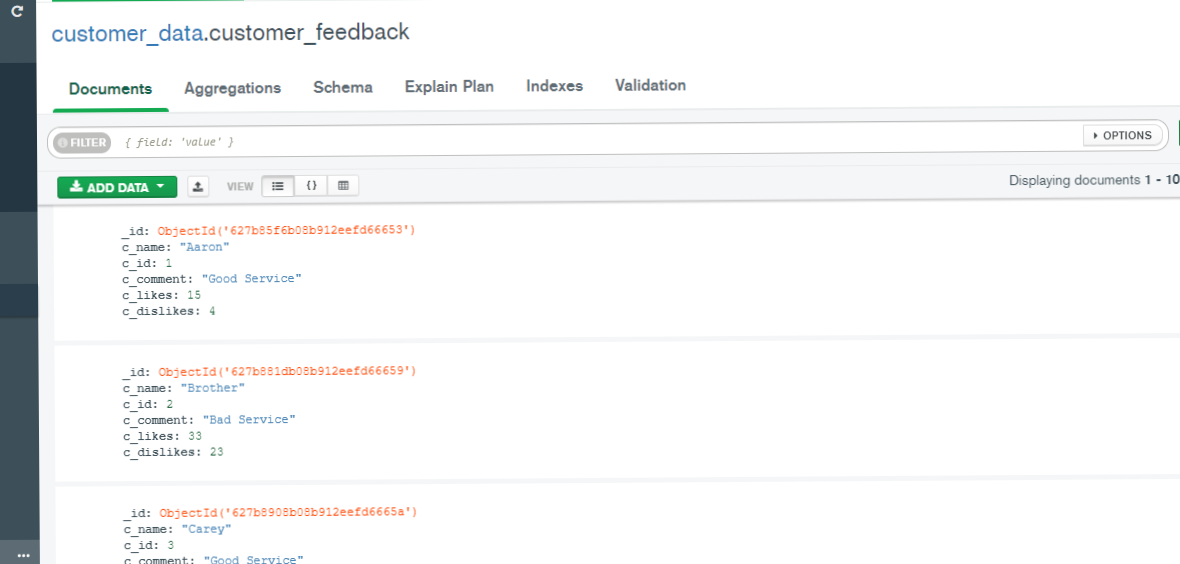 customer_data.customer_feedback
Documents Aggregations Schema Explain Plan Indexes Validation
FILTER { field: 'value' } OPTIONS
ADD DATA VIEW {} Displaying documents 1 - 10
_id: ObjectId('627b85f6b08b912eefd66653')
c_name: "Aaron"
c_id: 1
c_comment: "Good Service"
c_likes: 15
c_dislikes: 4
_id: ObjectId('627b881db08b912eefd66659')
c_name: "Brother"
c_id: 2
c_comment: "Bad Service"
c_likes: 33
c_dislikes: 23
_id: ObjectId('627b8908b08b912eefd6665a')
c_name: "Carey"
c_id: 3
c_comment: "Good Service"